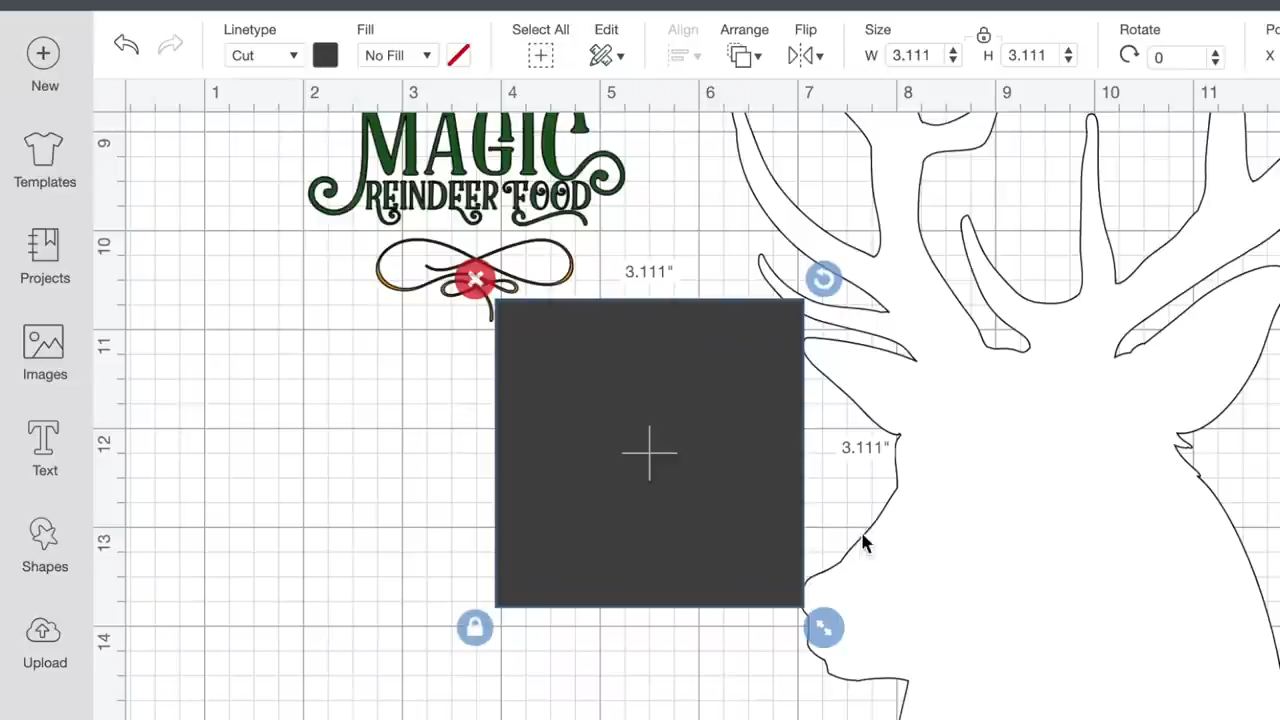 Linetype
Fill
Select All
Edit
Align
Arrange
Flip
Size
Rotate
Cut
No Fill
W 3.111
H 3.111
0
X
New
Templates
Projects
Images
Text
Shapes
Upload
1 2 3 4 5 6 7 8 9 10 11
9
10
11
12
13
14
MAGIC
REINDEER FOOD
3.111"
3.111"